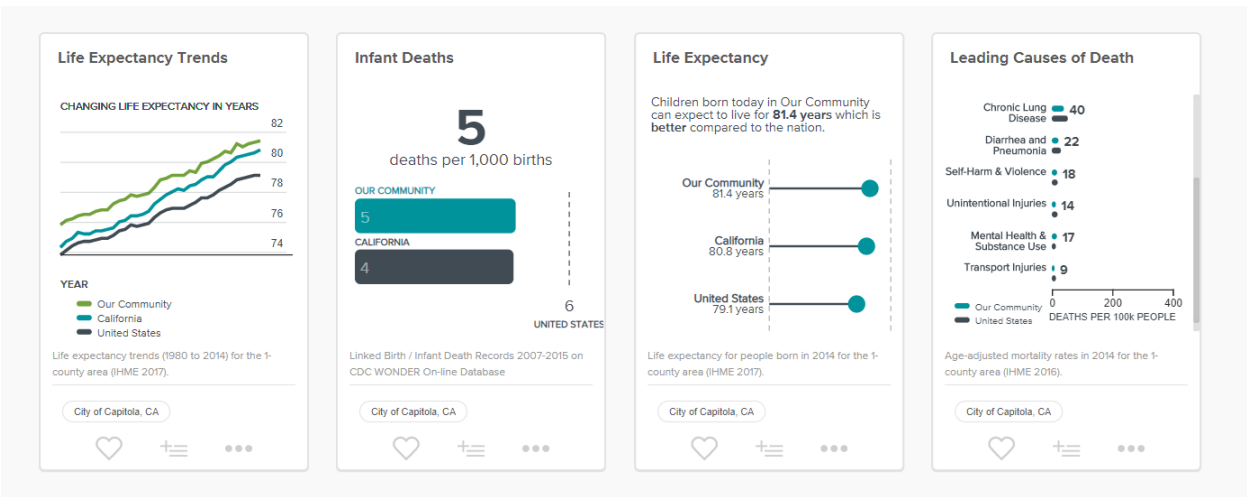 Life Expectancy Trends
CHANGING LIFE EXPECTANCY IN YEARS
82
80
78
76
74
YEAR
Our Community
California
United States
Life expectancy trends (1980 to 2014) for the 1-
county area (IHME 2017).
City of Capitola, CA
Infant Deaths
5
deaths per 1,000 births
OUR COMMUNITY
5
CALIFORNIA
4
6
UNITED STATES
Linked Birth / Infant Death Records 2007-2015 on
CDC WONDER On-line Database
City of Capitola, CA
Life Expectancy
Children born today in Our Community
can expect to live for 81.4 years which is
better compared to the nation.
Our Community
81.4 years
California
80.8 years
United States
79.1 years
Life expectancy for people born in 2014 for the 1-
county area (IHME 2017).
City of Capitola, CA
Leading Causes of Death
Chronic Lung
Disease
40
Diarrhea and
Pneumonia
22
Self-Harm & Violence
18
Unintentional Injuries
14
Mental Health &
Substance Use
17
Transport Injuries
9
Our Community
United States
0 200 400
DEATHS PER 100k PEOPLE
Age-adjusted mortality rates in 2014 for the 1-
county area (IHME 2016).
City of Capitola, CA